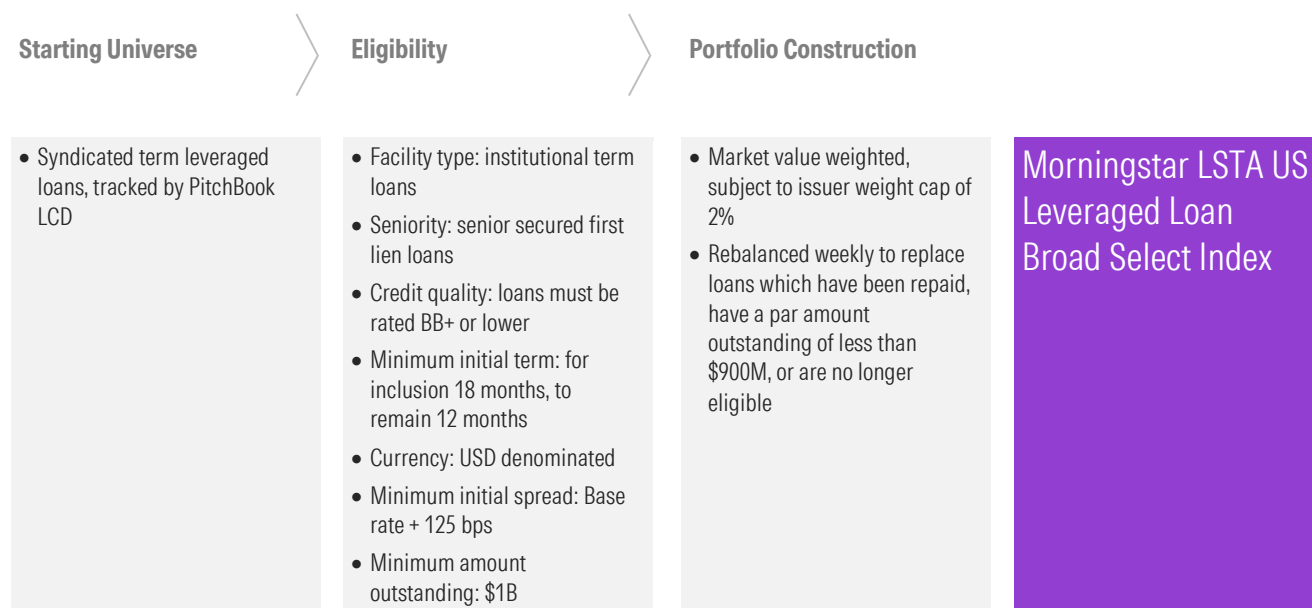 Starting Universe
Eligibility
Portfolio Construction
• Syndicated term leveraged
loans, tracked by PitchBook
LCD
• Facility type: institutional term
loans
• Seniority: senior secured first
lien loans
• Credit quality: loans must be
rated BB+ or lower
• Minimum initial term: for
inclusion 18 months, to
remain 12 months
• Currency: USD denominated
• Minimum initial spread: Base
rate + 125 bps
• Minimum amount
outstanding: $1B
• Market value weighted,
subject to issuer weight cap of
2%
• Rebalanced weekly to replace
loans which have been repaid,
have a par amount
outstanding of less than
$900M, or are no longer
eligible
Morningstar LSTA US
Leveraged Loan
Broad Select Index